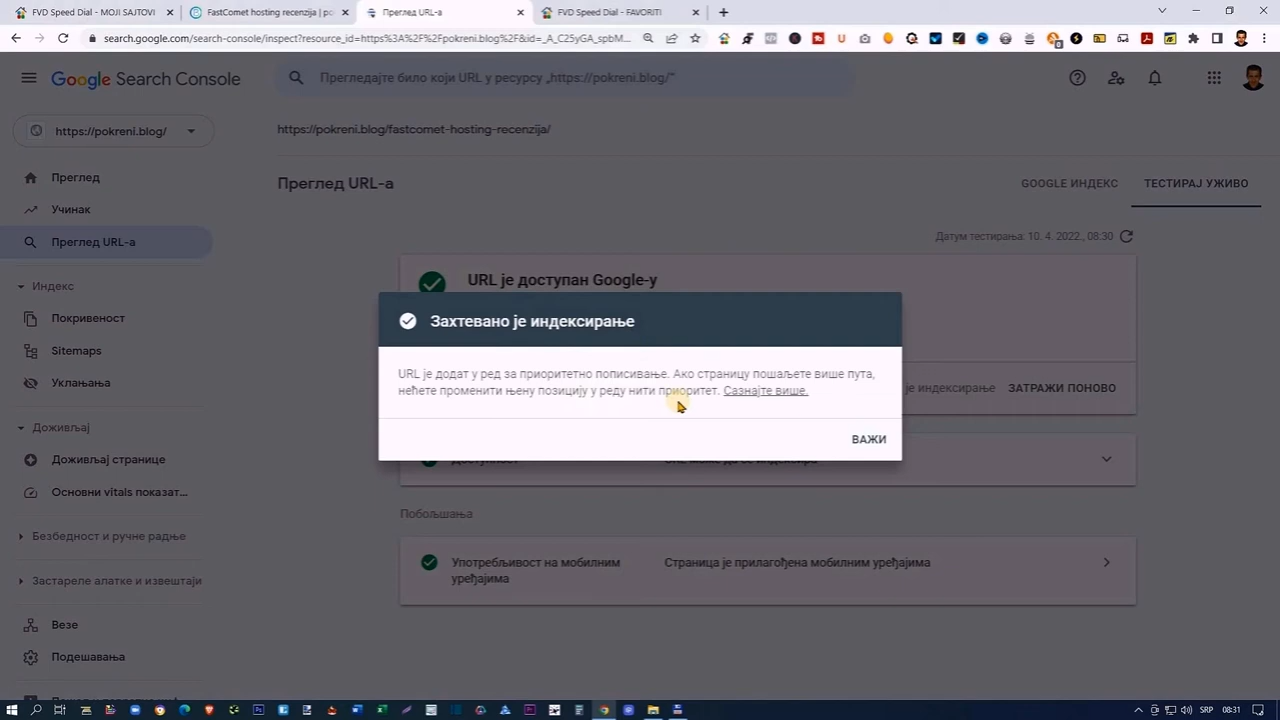 FVD Speed Dial - MOJI SAJTOVI
FastComet hosting recenzija | po
Преглед URL-а
FVD Speed Dial - FAVORITI
search.google.com/search-console/inspect?resource_id=https%3A%2F%2Fpokreni.blog%2F&id=_A_C25yGA_spbM...
Google Search Console
Прегледајте било који URL у ресурсу „https://pokreni.blog/“
https://pokreni.blog/
https://pokreni.blog/fastcomet-hosting-recenzija/
Преглед
Учинак
Преглед URL-а
Индекс
Покривеност
Sitemaps
Уклањања
Доживљај
Доживљај странице
Основни vitals показат...
Безбедност и ручне радње
Застареле алатке и извештаји
Везе
Подешавања
Преглед URL-а
GOOGLE ИНДЕКС
ТЕСТИРАЈ УЖИВО
Датум тестирања: 10. 4. 2022., 08:30
URL је доступан Google-у
Захтевано је индексирање
URL је додат у ред за приоритетно пописивање. Ако страницу пошаљете више пута,
нећете променити њену позицију у реду нити приоритет. Сазнајте више.
ВАЖИ
је индексирање
ЗАТРАЖИ ПОНОВО
Побољшања
Употребљивост на мобилним
уређајима
Страница је прилагођена мобилним уређајима
SRP
08:31